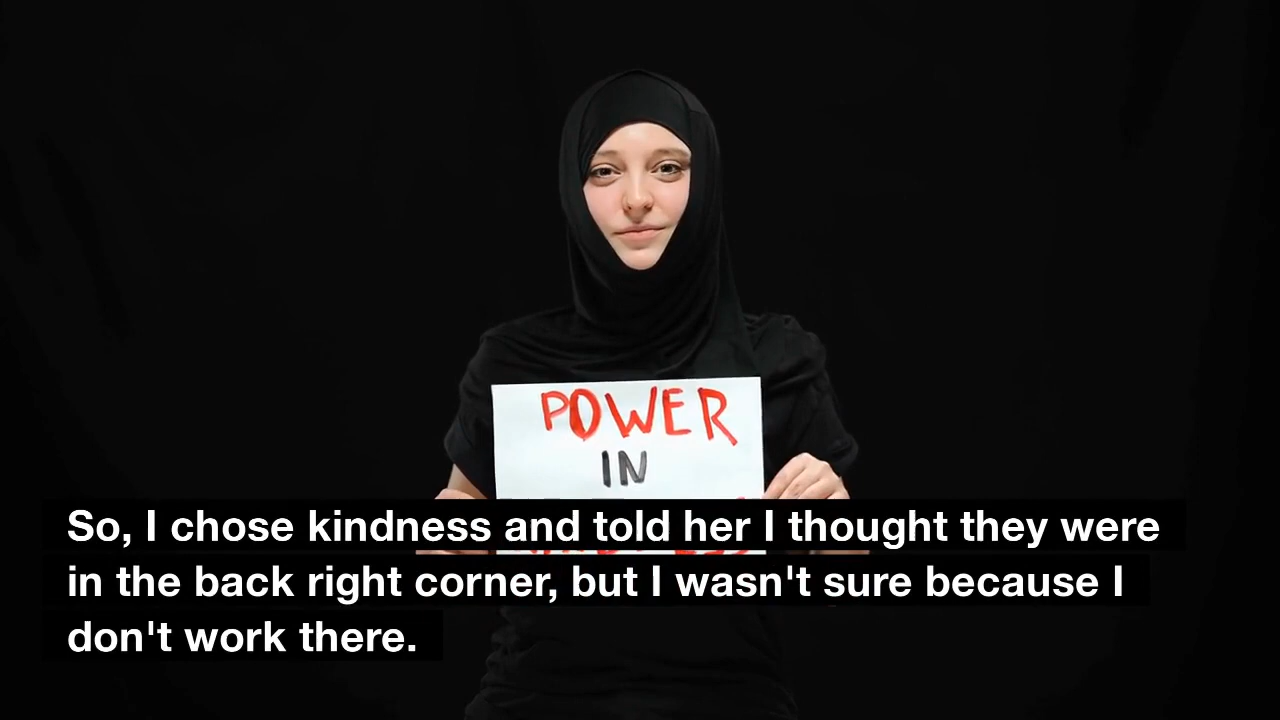 POWER
IN
So, I chose kindness and told her I thought they were
in the back right corner, but I wasn't sure because I
don't work there.